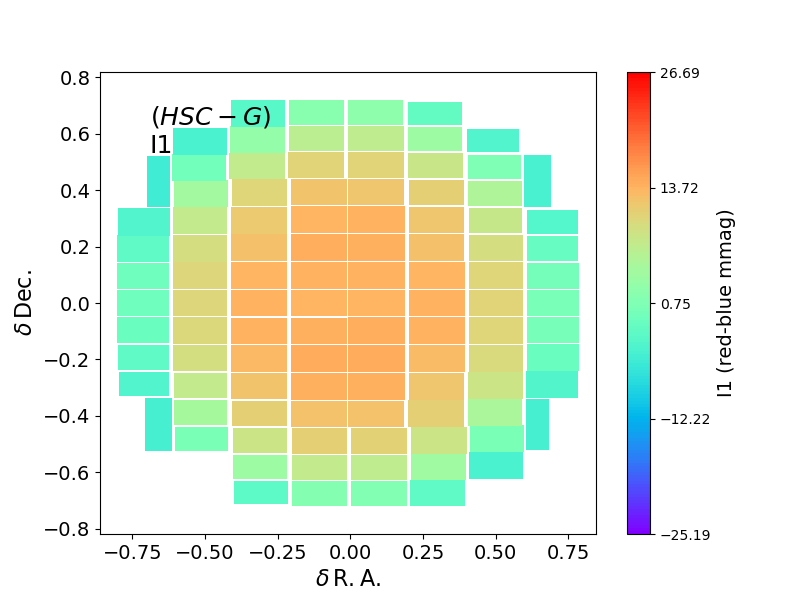 (HSC − G)
I1
0.8
0.6
0.4
0.2
0.0
−0.2
−0.4
−0.6
−0.8
δ Dec.
−0.75 −0.50 −0.25 0.00 0.25 0.50 0.75
δ R. A.
26.69
13.72
0.75
−12.22
−25.19
I1 (red-blue mmag)